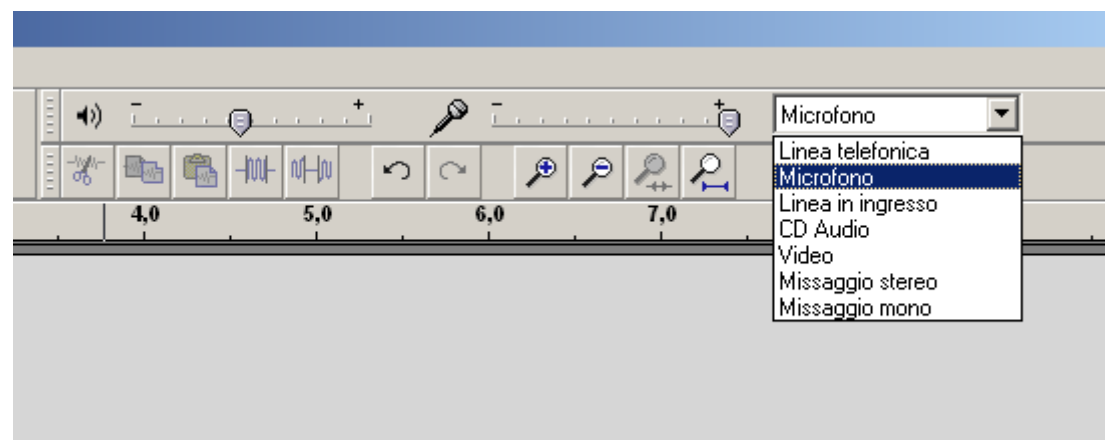 - + - + Microfono
Linea telefonica
Microfono
Linea in ingresso
CD Audio
Video
Missaggio stereo
Missaggio mono
4,0 5,0 6,0 7,0